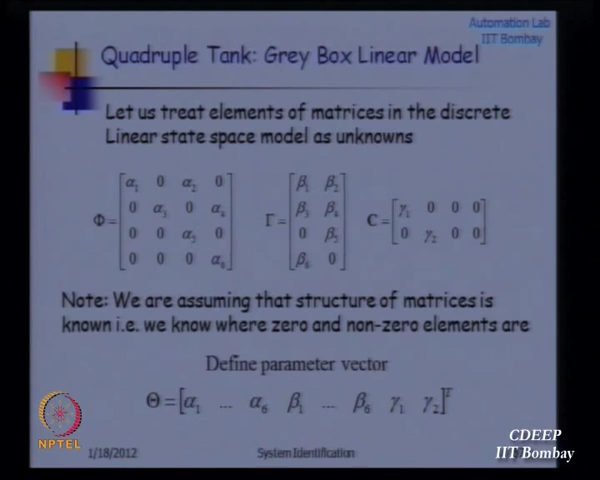 Automation Lab
IIT Bombay
Quadruple Tank: Grey Box Linear Model
Let us treat elements of matrices in the discrete
Linear state space model as unknowns
Φ = [α₁ 0 α₂ 0; 0 α₃ 0 α₄; 0 0 α₅ 0; 0 0 0 α₆] Γ = [β₁ β₂; β₃ β₄; 0 β₅; β₆ 0] C = [γ₁ 0 0 0; 0 γ₂ 0 0]
Note: We are assuming that structure of matrices is
known i.e. we know where zero and non-zero elements are
Define parameter vector
Θ = [α₁ ... α₆ β₁ ... β₆ γ₁ γ₂]ᵀ
NPTEL
1/18/2012 System Identification
CDEEP
IIT Bombay